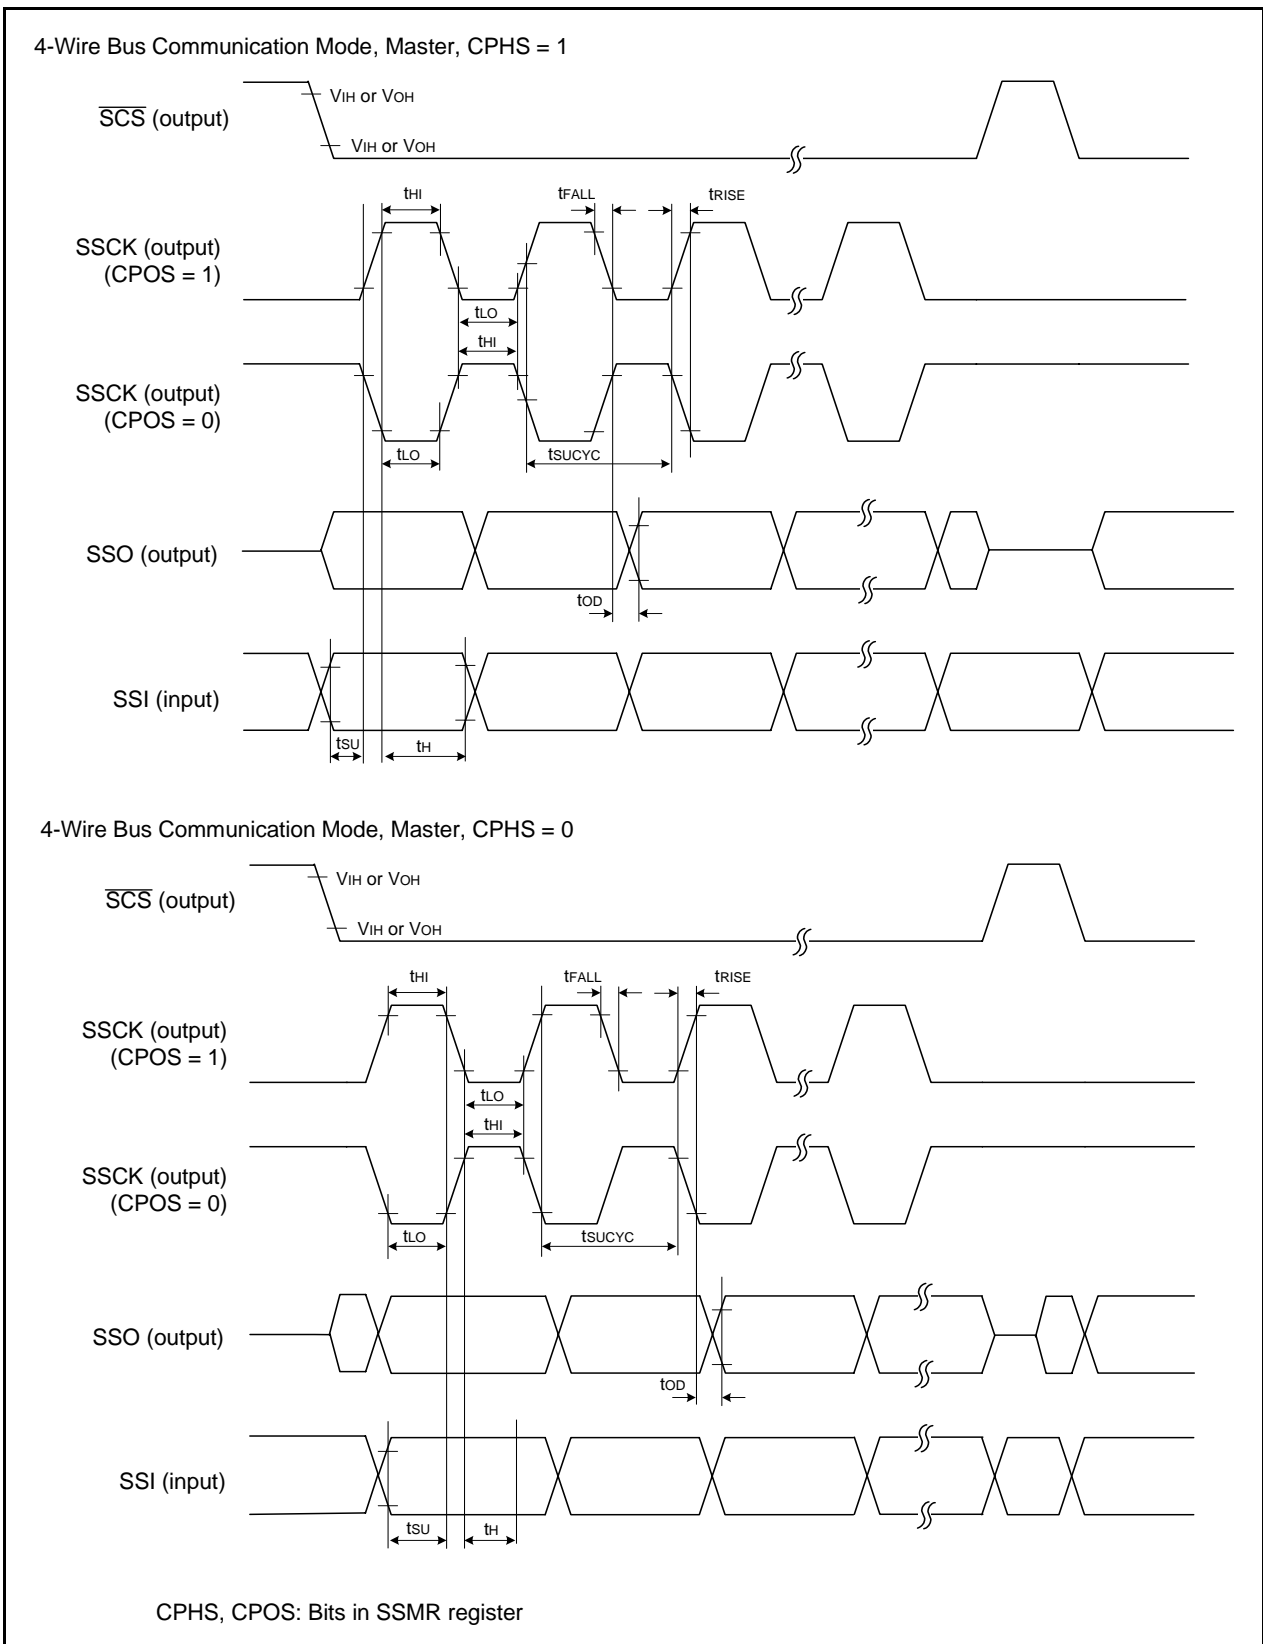 4-Wire Bus Communication Mode, Master, CPHS = 1
SCS (output)
VIH or VOH
VIH or VOH
tHI
tFALL
tRISE
SSCK (output)
(CPOS = 1)
tLO
tHI
SSCK (output)
(CPOS = 0)
tLO
tSUCYC
SSO (output)
tOD
SSI (input)
tSU
tH
4-Wire Bus Communication Mode, Master, CPHS = 0
SCS (output)
VIH or VOH
VIH or VOH
tHI
tFALL
tRISE
SSCK (output)
(CPOS = 1)
tLO
tHI
SSCK (output)
(CPOS = 0)
tLO
tSUCYC
SSO (output)
tOD
SSI (input)
tSU
tH
CPHS, CPOS: Bits in SSMR register